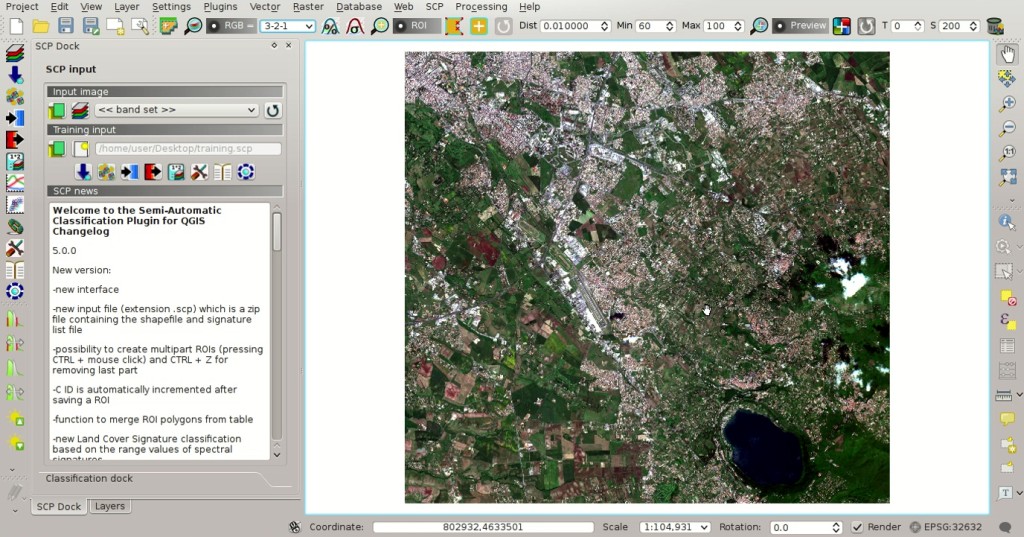 Project Edit View Layer Settings Plugins Vector Raster Database Web SCP Processing Help
RGB = 3-2-1 ROI Dist 0.010000 Min 60 Max 100 Preview T 0 S 200
SCP Dock
SCP input
Input image
<< band set >>
Training input
/home/user/Desktop/training.scp
SCP news
Welcome to the Semi-Automatic
Classification Plugin for QGIS
Changelog
5.0.0
New version:
-new interface
-new input file (extension .scp) which is a zip
file containing the shapefile and signature
list file
-possibility to create multipart ROIs (pressing
CTRL + mouse click) and CTRL + Z for
removing last part
-C ID is automatically incremented after
saving a ROI
-function to merge ROI polygons from table
-new Land Cover Signature classification
based on the range values of spectral
signatures
Classification dock
SCP Dock Layers
Coordinate: 802932,4633501 Scale 1:104,931 Rotation: 0.0 Render EPSG:32632